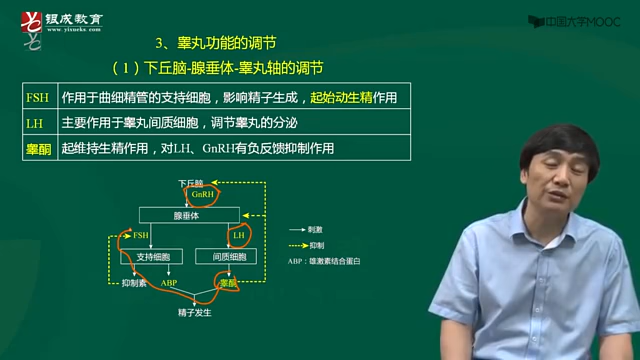 银成教育
www.yixueks.com
中国大学MOOC
3、睾丸功能的调节
（1）下丘脑-腺垂体-睾丸轴的调节
FSH 作用于曲细精管的支持细胞，影响精子生成，起始动生精作用
LH 主要作用于睾丸间质细胞，调节睾丸的分泌
睾酮 起维持生精作用，对LH、GnRH有负反馈抑制作用
下丘脑
GnRH
腺垂体
FSH LH
支持细胞 间质细胞
抑制素 ABP 睾酮
精子发生
刺激
抑制
ABP：雄激素结合蛋白